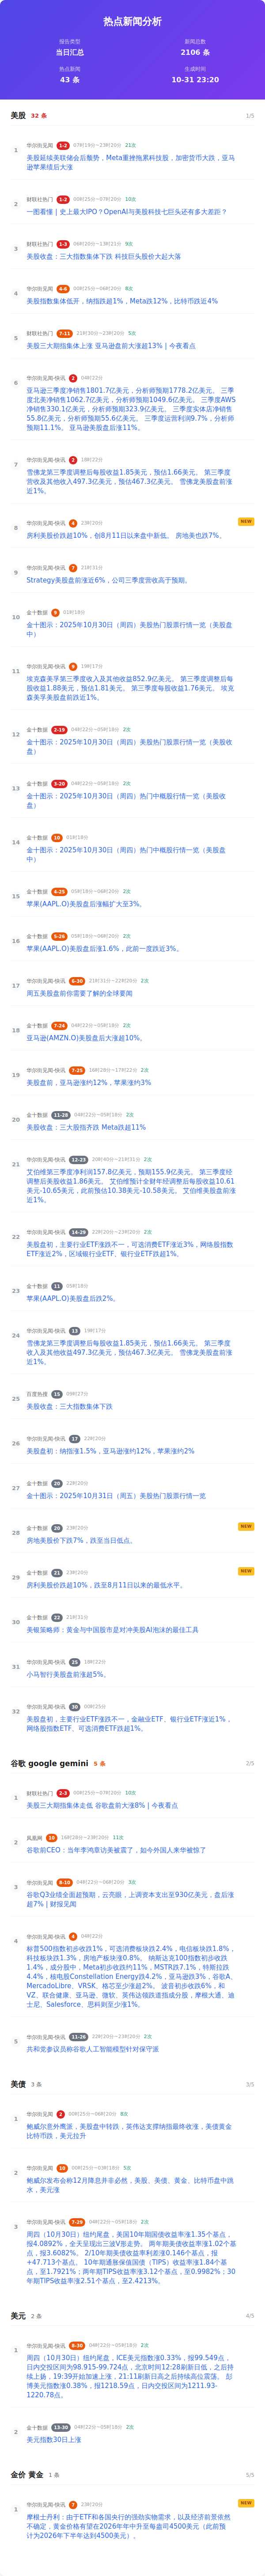 热点新闻分析
报告类型
当日汇总
新闻总数
2106 条
热点新闻
43 条
生成时间
10-31 23:20
美股 32 条
1/5
1
华尔街见闻 1-2 07时19分~23时20分 21次
美股延续美联储会后颓势，Meta重挫拖累科技股，加密货币大跌，亚马
逊苹果绩后大涨
2
财联社热门 1-2 00时25分~07时20分 10次
一图看懂 | 史上最大IPO？OpenAI与美股科技七巨头还有多大差距？
3
财联社热门 1-3 06时20分~13时21分 9次
美股收盘：三大指数集体下跌 科技巨头股价大起大落
4
华尔街见闻 4-6 00时25分~06时20分 8次
美股指数集体低开，纳指跌超1%，Meta跌12%，比特币跌近4%
5
财联社热门 7-11 21时30分~23时20分 5次
美股三大期指集体上涨 亚马逊盘前大涨超13% | 今夜看点
6
华尔街见闻-快讯 2 04时22分
亚马逊三季度净销售1801.7亿美元，分析师预期1778.2亿美元。 三季
度北美净销售1062.7亿美元，分析师预期1049.6亿美元。 三季度AWS
净销售330.1亿美元，分析师预期323.9亿美元。 三季度实体店净销售
55.8亿美元，分析师预期55.6亿美元。 三季度运营利润9.7%，分析师
预期11.1%。 亚马逊美股盘后涨11%。
7
华尔街见闻-快讯 2 18时22分
雪佛龙第三季度调整后每股收益1.85美元，预估1.66美元。 第三季度
营收及其他收入497.3亿美元，预估467.3亿美元。 雪佛龙美股盘前涨
近1%。
8
华尔街见闻-快讯 4 23时20分
NEW
房利美股价跌超10%，创8月11日以来盘中新低。 房地美也跌7%。
9
华尔街见闻-快讯 7 21时31分
Strategy美股盘前涨近6%，公司三季度营收高于预期。
10
金十数据 9 01时18分
金十图示：2025年10月30日（周四）美股热门股票行情一览（美股盘
中）
11
华尔街见闻-快讯 9 19时17分
埃克森美孚第三季度收入及其他收益852.9亿美元。 第三季度调整后每
股收益1.88美元，预估1.81美元。 第三季度每股收益1.76美元。 埃克
森美孚美股盘前跌近1%。
12
金十数据 2-19 04时22分~05时18分 2次
金十图示：2025年10月30日（周四）美股热门股票行情一览（美股收
盘）
13
金十数据 3-20 04时22分~05时18分 2次
金十图示：2025年10月30日（周四）热门中概股行情一览（美股收
盘）
14
金十数据 10 01时18分
金十图示：2025年10月30日（周四）热门中概股行情一览（美股盘
中）
15
金十数据 4-25 05时18分~06时20分 2次
苹果(AAPL.O)美股盘后涨幅扩大至3%。
16
金十数据 5-26 05时18分~06时20分 2次
苹果(AAPL.O)美股盘后涨1.6%，此前一度跌近3%。
17
华尔街见闻-快讯 6-30 21时31分~22时20分 2次
周五美股盘前你需要了解的全球要闻
18
金十数据 7-24 04时22分~05时18分 2次
亚马逊(AMZN.O)美股盘后大涨超10%。
19
华尔街见闻-快讯 7-25 16时28分~17时22分 2次
美股盘前，亚马逊涨约12%，苹果涨约3%
20
金十数据 11-28 04时22分~05时18分 2次
美股收盘：三大股指齐跌 Meta跌超11%
21
华尔街见闻-快讯 12-23 20时40分~21时31分 2次
艾伯维第三季度净利润157.8亿美元，预期155.9亿美元。 第三季度经
调整后美股收益1.86美元。 艾伯维预计全财年经调整后每股收益10.61
美元-10.65美元，此前预估10.38美元-10.58美元。 艾伯维美股盘前涨
近1%。
22
华尔街见闻-快讯 14-29 22时20分~23时20分 2次
美股盘初，主要行业ETF涨跌不一，可选消费ETF涨近3%，网络股指数
ETF涨近2%，区域银行ETF、银行业ETF跌超1%。
23
金十数据 11 05时18分
苹果(AAPL.O)美股盘后跌2%。
24
华尔街见闻-快讯 13 19时17分
雪佛龙第三季度调整后每股收益1.85美元，预估1.66美元。 第三季度
收入及其他收益497.3亿美元，预估467.3亿美元。 雪佛龙美股盘前涨
近1%。
25
百度热搜 15 09时27分
美股收盘：三大指数集体下跌
26
华尔街见闻-快讯 17 22时20分
美股盘初：纳指涨1.5%，亚马逊涨约12%，苹果涨约2%
27
金十数据 20 22时20分
金十图示：2025年10月31日（周五）美股热门股票行情一览
28
金十数据 20 23时20分
NEW
房地美股价下跌7%，跌至当日低点。
29
金十数据 21 23时20分
NEW
房利美股价跌超10%，跌至8月11日以来的最低水平。
30
金十数据 22 21时31分
美银策略师：黄金与中国股市是对冲美股AI泡沫的最佳工具
31
华尔街见闻-快讯 25 18时22分
小马智行美股盘前涨超5%。
32
华尔街见闻-快讯 30 00时25分
美股盘初，主要行业ETF涨跌不一，金融业ETF、银行业ETF涨近1%，
网络股指数ETF、可选消费ETF跌超1%。
谷歌 google gemini 5 条
2/5
1
财联社热门 2-3 00时25分~07时20分 10次
美股三大期指集体走低 谷歌盘前大涨8% | 今夜看点
2
凤凰网 10 16时28分~23时20分 11次
谷歌前CEO：当年李鸿章访美被震了，如今外国人来华被惊了
3
华尔街见闻 8-10 04时22分~06时20分 3次
谷歌Q3业绩全面超预期，云亮眼，上调资本支出至930亿美元，盘后涨
超7% | 财报见闻
4
华尔街见闻-快讯 4 04时22分
标普500指数初步收跌1%，可选消费板块跌2.4%，电信板块跌1.8%，
科技板块跌1.3%，房地产板块涨0.8%。 纳斯达克100指数初步收跌
1.4%，成分股中，Meta初步收跌约11%，MSTR跌7.1%，特斯拉跌
4.4%，核电股Constellation Energy跌4.2%，亚马逊跌3%，谷歌A、
MercadoLibre、VRSK、格芯至少涨超2%。 波音初步收跌6%，和
VZ、联合健康、亚马逊、微软、英伟达领跌道指成分股，摩根大通、迪
士尼、Salesforce、思科则至少涨1%。
5
华尔街见闻-快讯 11-26 22时20分~23时20分 2次
共和党参议员称谷歌人工智能模型针对保守派
美债 3 条
3/5
1
华尔街见闻 2 00时25分~06时20分 8次
鲍威尔意外鹰派，美股盘中转跌，英伟达支撑纳指最终收涨，美债黄金
比特币跌，美元拉升
2
华尔街见闻 10 00时25分~03时18分 5次
鲍威尔发布会称12月降息并非必然，美股、美债、黄金、比特币盘中跳
水，美元涨
3
华尔街见闻-快讯 7-29 04时22分~05时18分 2次
周四（10月30日）纽约尾盘，美国10年期国债收益率涨1.35个基点，
报4.0892%，全天呈现出三波V形走势。 两年期美债收益率涨1.02个基
点，报3.6082%。 2/10年期美债收益率利差涨0.146个基点，报
+47.713个基点。 10年期通胀保值国债（TIPS）收益率涨1.84个基
点，至1.7921%；两年期TIPS收益率涨3.12个基点，至0.9982%；30
年期TIPS收益率涨2.51个基点，至2.4213%。
美元 2 条
4/5
1
华尔街见闻-快讯 8-30 04时22分~05时18分 2次
周四（10月30日）纽约尾盘，ICE美元指数涨0.33%，报99.549点，
日内交投区间为98.915-99.724点，北京时间12:28刷新日低，之后持
续上扬，19:39开始加速上涨，21:11刷新日高之后持续高位震荡。 彭
博美元指数涨0.38%，报1218.59点，日内交投区间为1211.93-
1220.78点。
2
金十数据 13-30 04时22分~05时18分 2次
美元指数30日上涨
金价 黄金 1 条
5/5
1
华尔街见闻-快讯 7 23时20分
NEW
摩根士丹利：由于ETF和各国央行的强劲实物需求，以及经济前景依然
不确定，黄金价格有望在2026年年中升至每盎司4500美元（此前预
计为2026年下半年达到4500美元）。